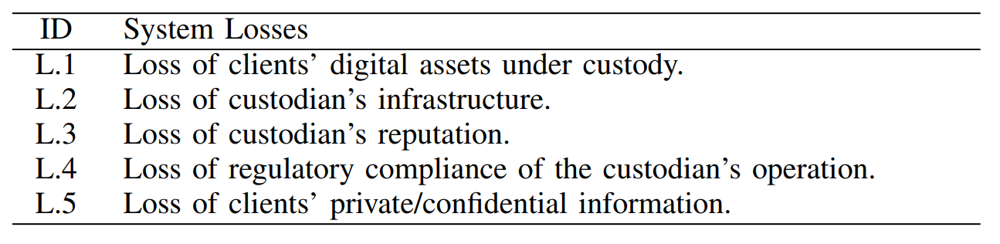 ID System Losses
L.1 Loss of clients’ digital assets under custody.
L.2 Loss of custodian’s infrastructure.
L.3 Loss of custodian’s reputation.
L.4 Loss of regulatory compliance of the custodian’s operation.
L.5 Loss of clients’ private/confidential information.